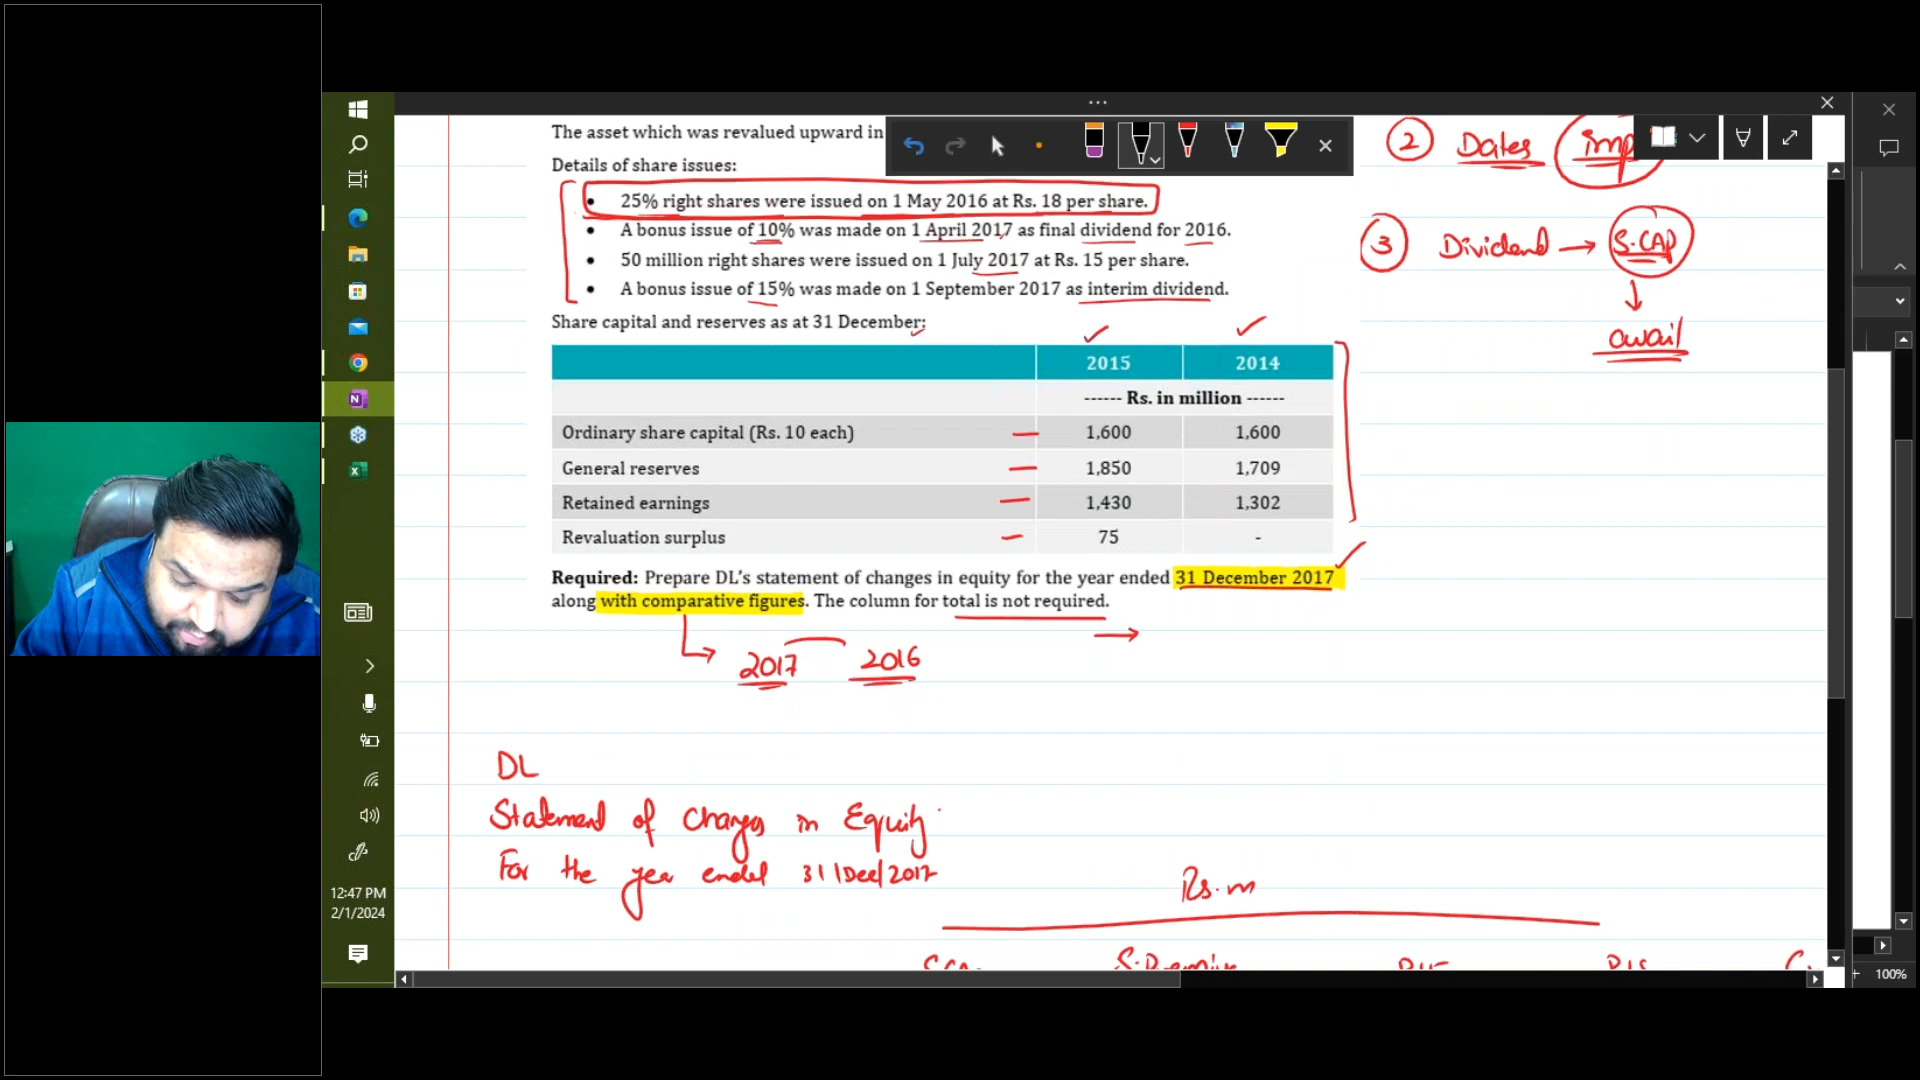 The asset which was revalued upward in
Details of share issues:
• 25% right shares were issued on 1 May 2016 at Rs. 18 per share.
• A bonus issue of 10% was made on 1 April 2017 as final dividend for 2016.
• 50 million right shares were issued on 1 July 2017 at Rs. 15 per share.
• A bonus issue of 15% was made on 1 September 2017 as interim dividend.
Share capital and reserves as at 31 December:
2015 2014
------ Rs. in million ------
Ordinary share capital (Rs. 10 each) 1,600 1,600
General reserves 1,850 1,709
Retained earnings 1,430 1,302
Revaluation surplus 75 -
Required: Prepare DL's statement of changes in equity for the year ended 31 December 2017
along with comparative figures. The column for total is not required.
2017 2016
② Dates imp
③ Dividend → S.CAP
avail
DL
Statement of Changes in Equity
For the year ended 31/Dec/2017
Rs.m
12:47 PM
2/1/2024
100%